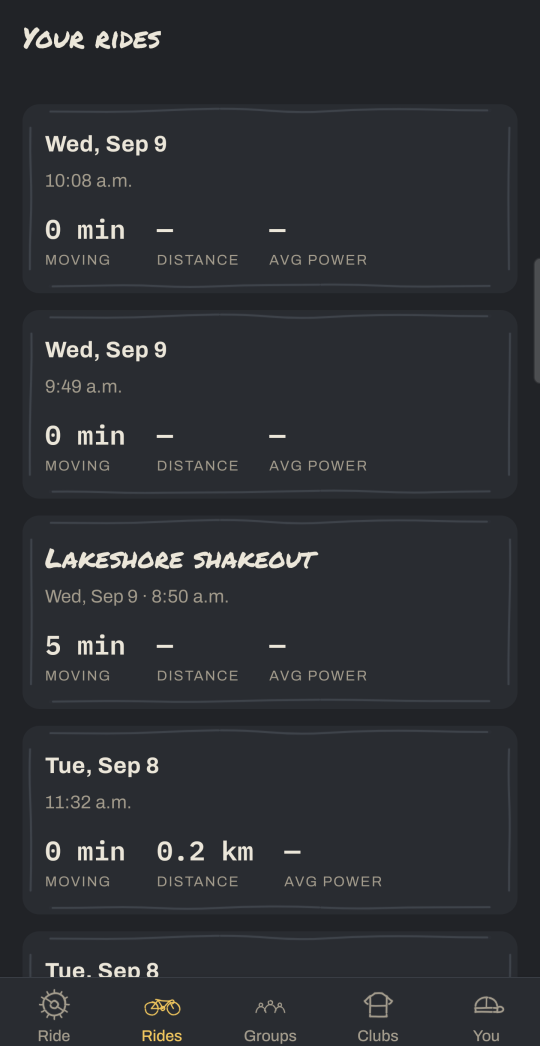 Your rides
Wed, Sep 9
10:08 a.m.
0 min – –
MOVING DISTANCE AVG POWER
Wed, Sep 9
9:49 a.m.
0 min – –
MOVING DISTANCE AVG POWER
Lakeshore shakeout
Wed, Sep 9 · 8:50 a.m.
5 min – –
MOVING DISTANCE AVG POWER
Tue, Sep 8
11:32 a.m.
0 min 0.2 km –
MOVING DISTANCE AVG POWER
Tue, Sep 8
Ride Rides Groups Clubs You